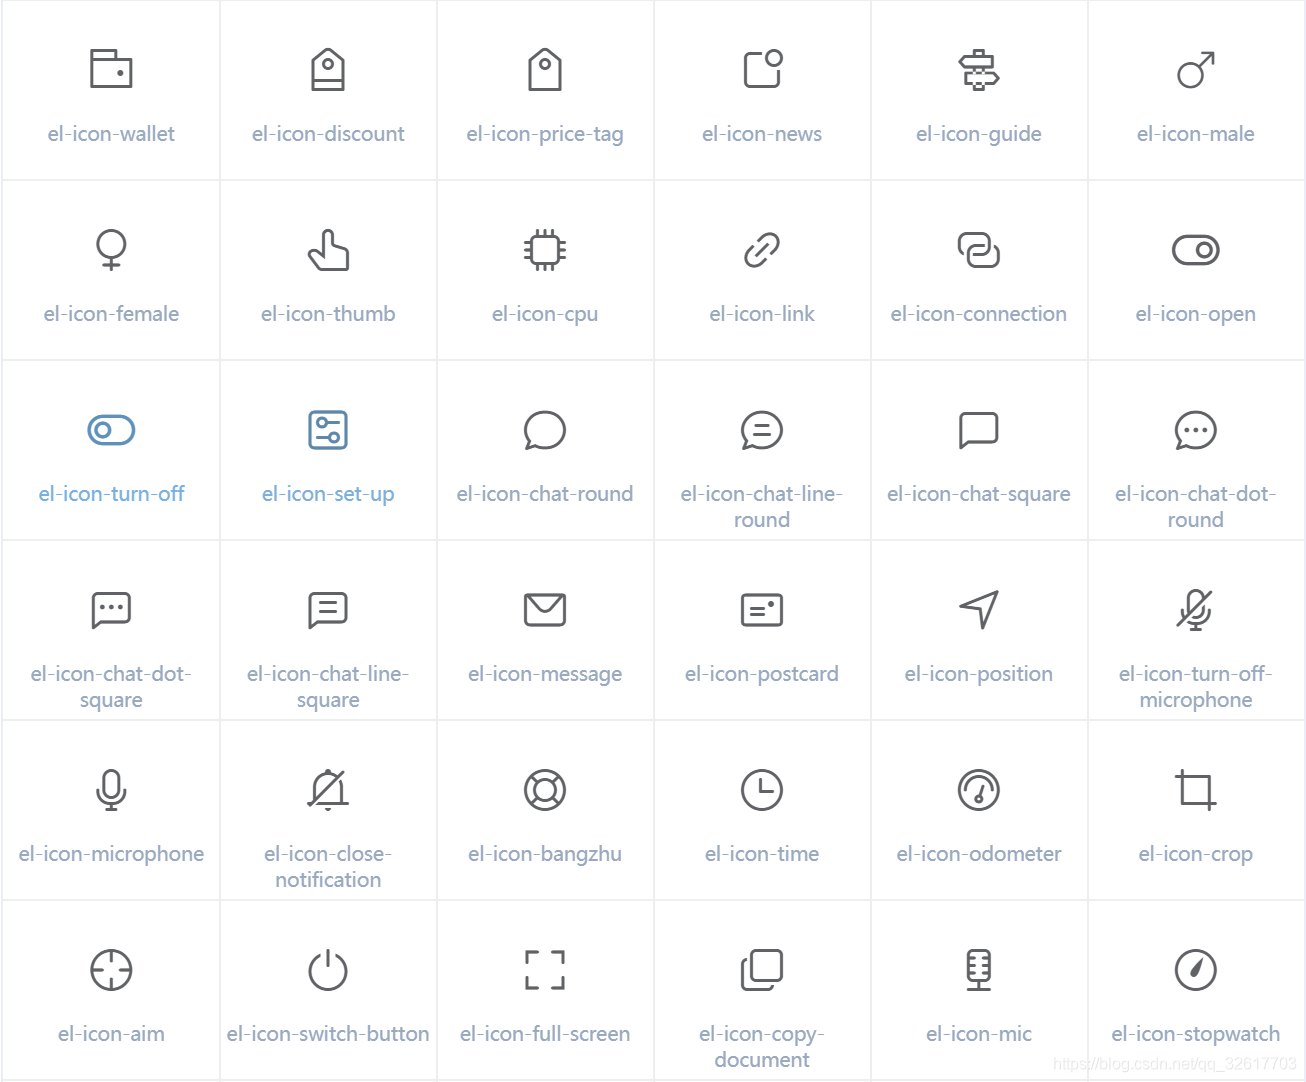 el-icon-wallet
el-icon-discount
el-icon-price-tag
el-icon-news
el-icon-guide
el-icon-male
el-icon-female
el-icon-thumb
el-icon-cpu
el-icon-link
el-icon-connection
el-icon-open
el-icon-turn-off
el-icon-set-up
el-icon-chat-round
el-icon-chat-line-
round
el-icon-chat-square
el-icon-chat-dot-
round
el-icon-chat-dot-
square
el-icon-chat-line-
square
el-icon-message
el-icon-postcard
el-icon-position
el-icon-turn-off-
microphone
el-icon-microphone
el-icon-close-
notification
el-icon-bangzhu
el-icon-time
el-icon-odometer
el-icon-crop
el-icon-aim
el-icon-switch-button
el-icon-full-screen
el-icon-copy-
document
el-icon-mic
el-icon-stopwatch
https://blog.csdn.net/qq_32617703